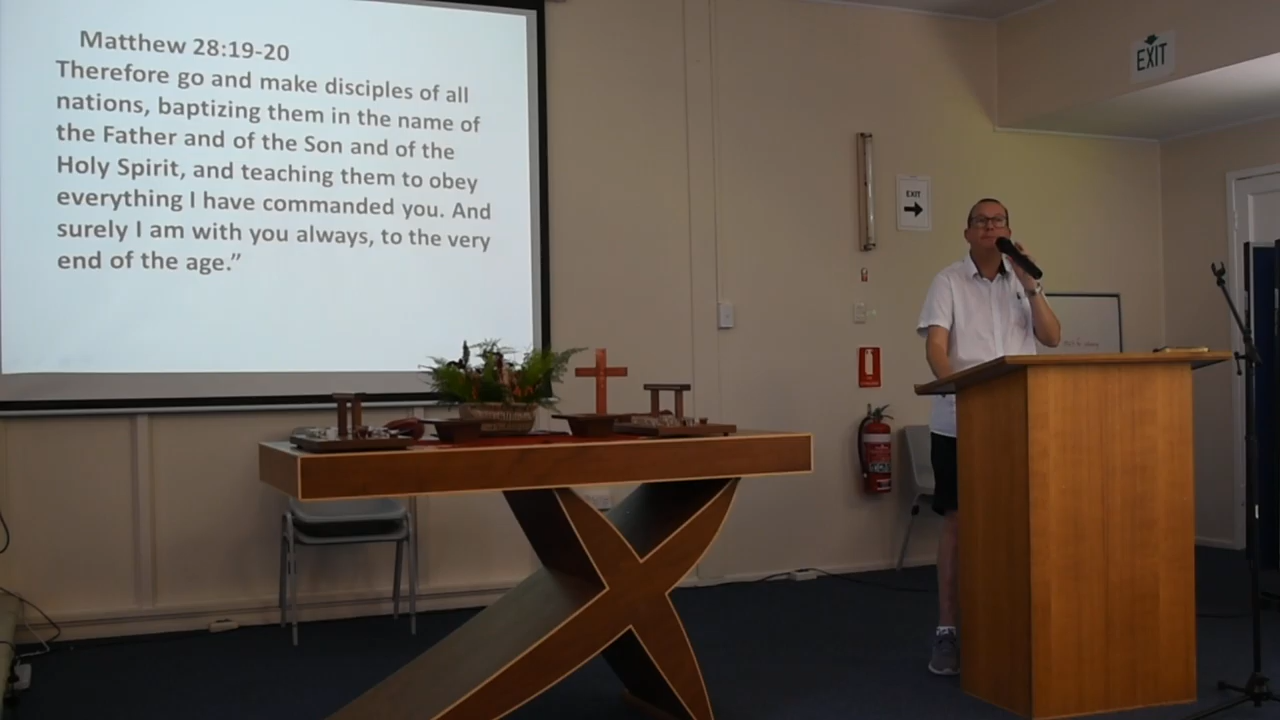 Matthew 28:19-20
Therefore go and make disciples of all
nations, baptizing them in the name of
the Father and of the Son and of the
Holy Spirit, and teaching them to obey
everything I have commanded you. And
surely I am with you always, to the very
end of the age.”
EXIT
EXIT